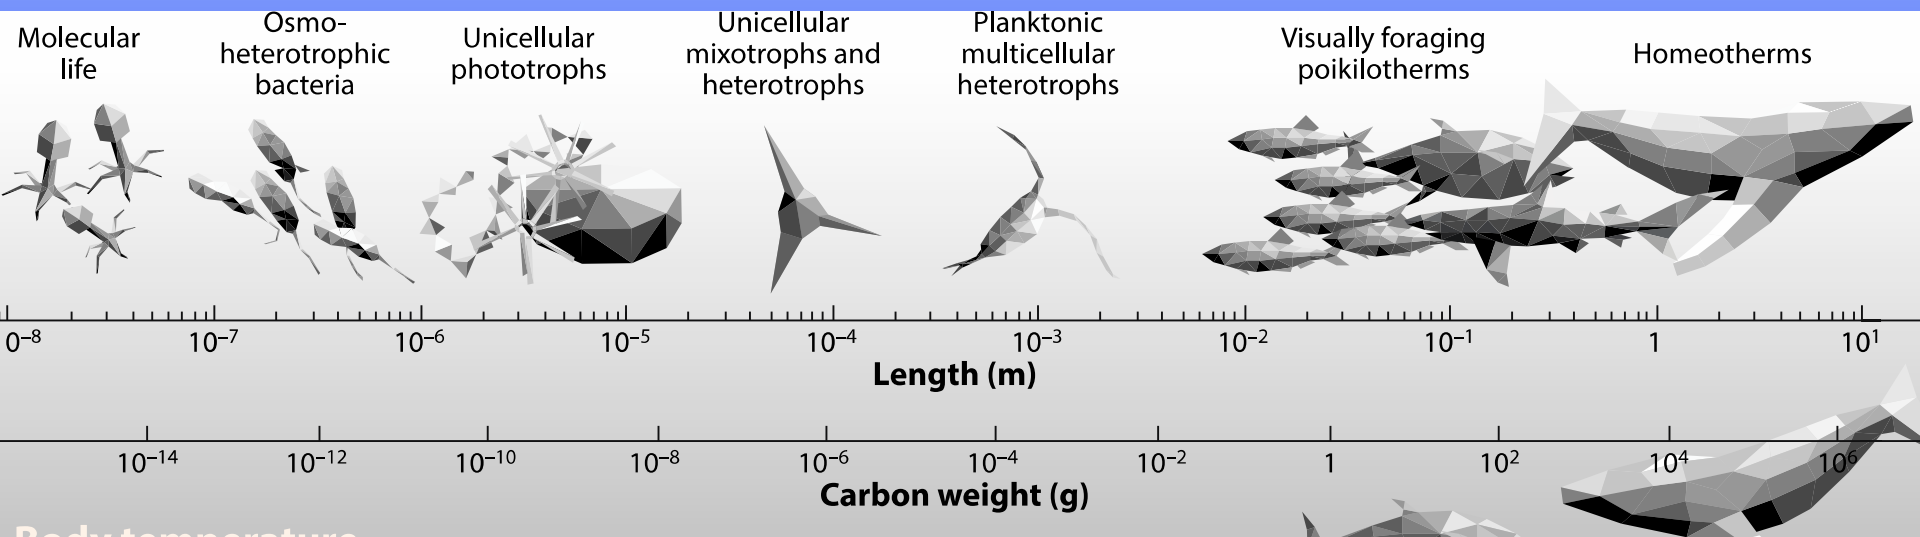 Molecular
life
Osmo-
heterotrophic
bacteria
Unicellular
phototrophs
Unicellular
mixotrophs and
heterotrophs
Planktonic
multicellular
heterotrophs
Visually foraging
poikilotherms
Homeotherms
0⁻⁸ 10⁻⁷ 10⁻⁶ 10⁻⁵ 10⁻⁴ 10⁻³ 10⁻² 10⁻¹ 1 10¹
Length (m)
10⁻¹⁴ 10⁻¹² 10⁻¹⁰ 10⁻⁸ 10⁻⁶ 10⁻⁴ 10⁻² 1 10² 10⁴ 10⁶
Carbon weight (g)
Body temperature